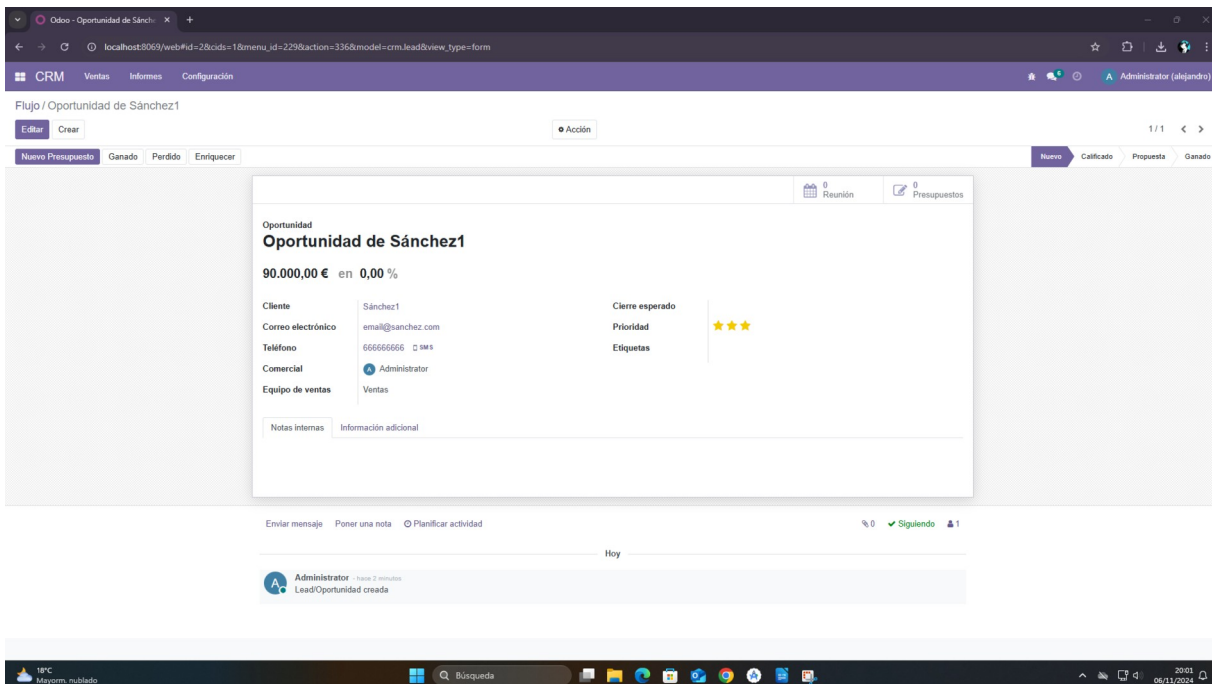 Odoo - Oportunidad de Sánche
localhost:8069/web#id=2&cids=1&menu_id=229&action=336&model=crm.lead&view_type=form
CRM Ventas Informes Configuración 6 A Administrator (alejandro)
Flujo / Oportunidad de Sánchez1
Editar Crear Acción 1 / 1
Nuevo Presupuesto Ganado Perdido Enriquecer Nuevo Calificado Propuesta Ganado
0 Reunión
0 Presupuestos
Oportunidad
Oportunidad de Sánchez1
90.000,00 € en 0,00 %
Cliente Sánchez1 Cierre esperado
Correo electrónico email@sanchez.com Prioridad
Teléfono 666666666 SMS Etiquetas
Comercial A Administrator
Equipo de ventas Ventas
Notas internas Información adicional
Enviar mensaje Poner una nota Planificar actividad 0 Siguiendo 1
Hoy
A Administrator - hace 2 minutos
Lead/Oportunidad creada
18°C
Mayorm. nublado
Búsqueda
20:01
06/11/2024